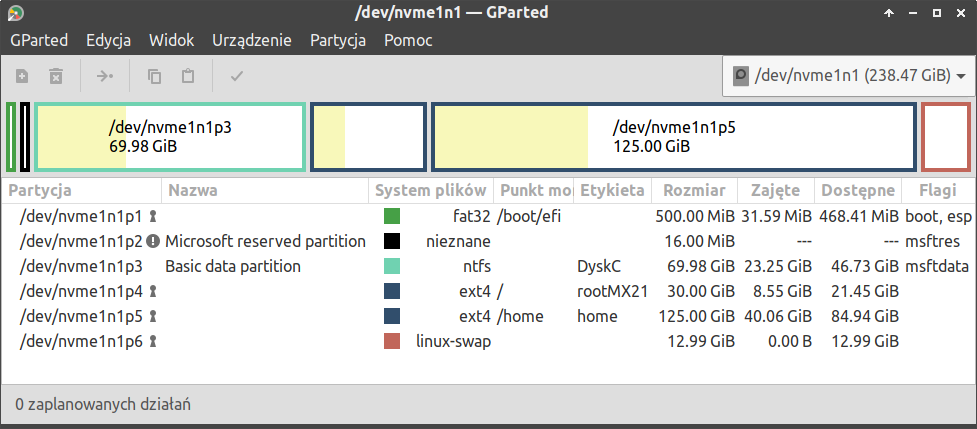 /dev/nvme1n1 — GParted
GParted Edycja Widok Urządzenie Partycja Pomoc
/dev/nvme1n1 (238.47 GiB)
/dev/nvme1n1p3
69.98 GiB
/dev/nvme1n1p5
125.00 GiB
Partycja Nazwa System plików Punkt mo Etykieta Rozmiar Zajęte Dostępne Flagi
/dev/nvme1n1p1 fat32 /boot/efi 500.00 MiB 31.59 MiB 468.41 MiB boot, esp
/dev/nvme1n1p2 Microsoft reserved partition nieznane 16.00 MiB --- --- msftres
/dev/nvme1n1p3 Basic data partition ntfs DyskC 69.98 GiB 23.25 GiB 46.73 GiB msftdata
/dev/nvme1n1p4 ext4 / rootMX21 30.00 GiB 8.55 GiB 21.45 GiB
/dev/nvme1n1p5 ext4 /home home 125.00 GiB 40.06 GiB 84.94 GiB
/dev/nvme1n1p6 linux-swap 12.99 GiB 0.00 B 12.99 GiB
0 zaplanowanych działań